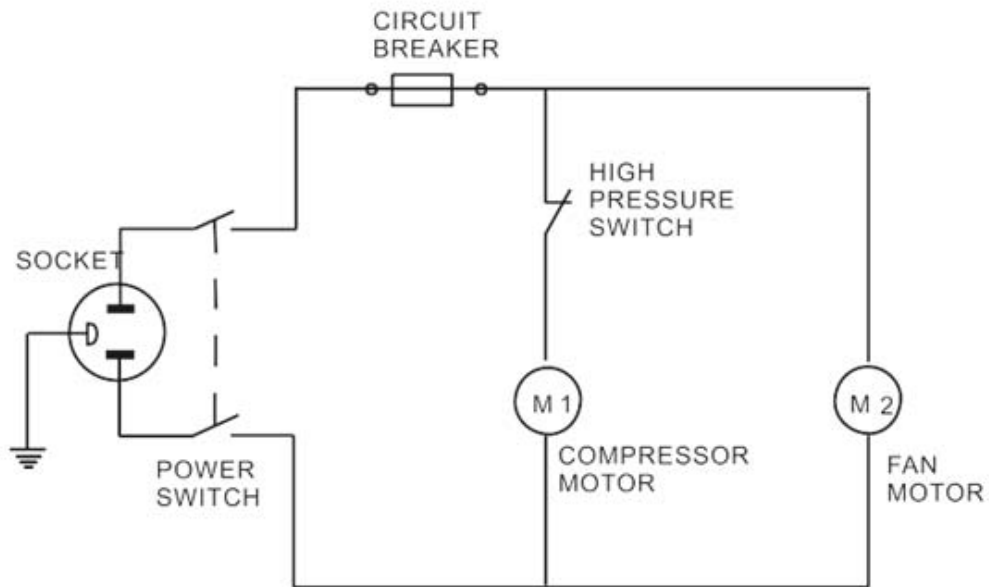 CIRCUIT
BREAKER
HIGH
PRESSURE
SWITCH
SOCKET
M 1
M 2
COMPRESSOR
MOTOR
FAN
MOTOR
POWER
SWITCH